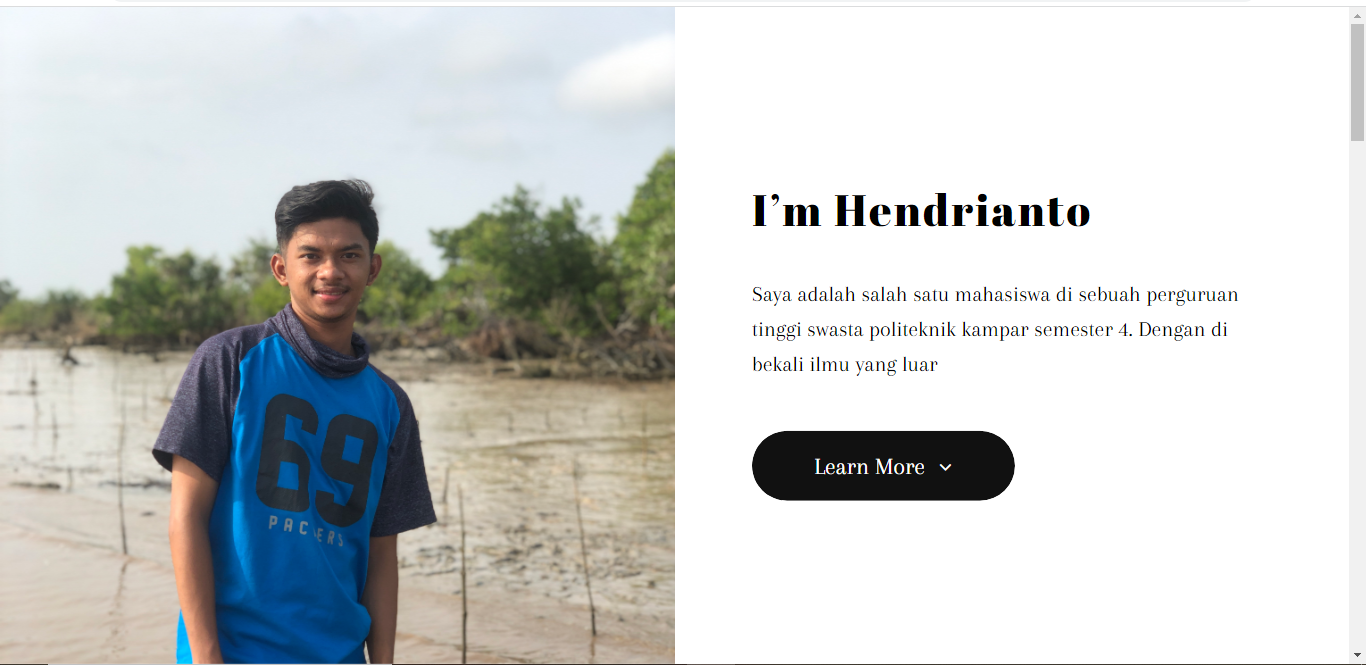 I’m Hendrianto
Saya adalah salah satu mahasiswa di sebuah perguruan
tinggi swasta politeknik kampar semester 4. Dengan di
bekali ilmu yang luar
Learn More
69
PACKERS